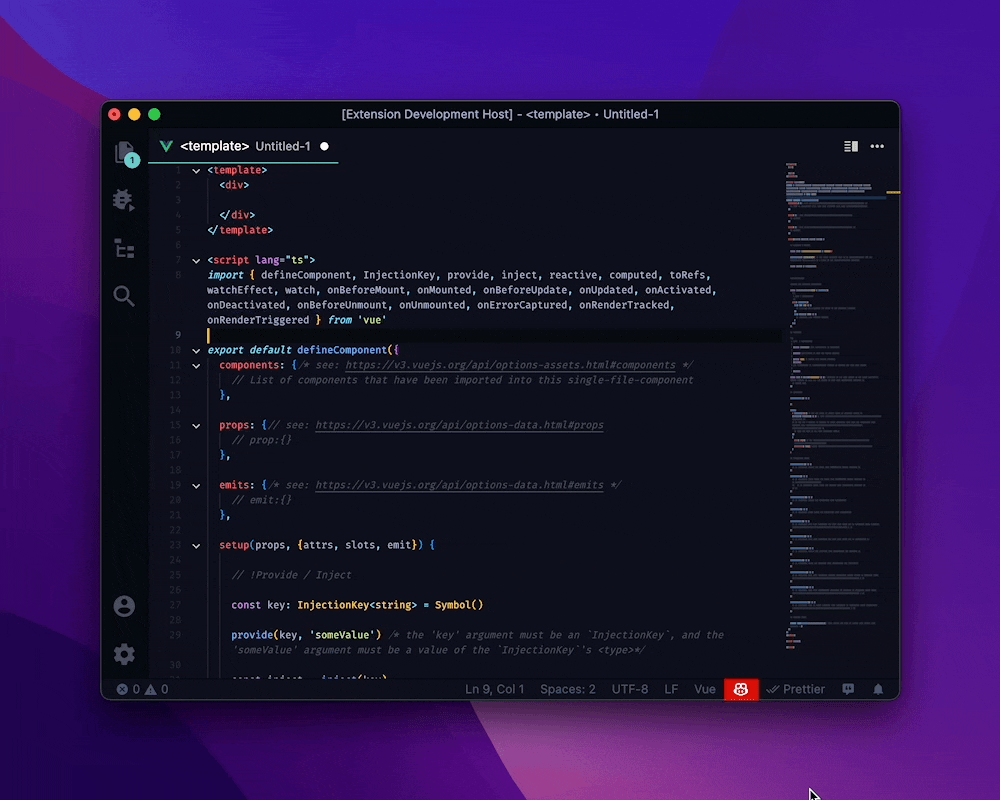 [Extension Development Host] - <template> • Untitled-1
1
<template> Untitled-1
1 <template>
2 <div>
3
4 </div>
5 </template>
6
7 <script lang="ts">
8 import { defineComponent, InjectionKey, provide, inject, reactive, computed, toRefs,
watchEffect, watch, onBeforeMount, onMounted, onBeforeUpdate, onUpdated, onActivated,
onDeactivated, onBeforeUnmount, onUnmounted, onErrorCaptured, onRenderTracked,
onRenderTriggered } from 'vue'
9
10 export default defineComponent({
11 components: {/* see: https://v3.vuejs.org/api/options-assets.html#components */
12 // List of components that have been imported into this single-file-component
13 },
14
15 props: {// see: https://v3.vuejs.org/api/options-data.html#props
16 // prop:{}
17 },
18
19 emits: {/* see: https://v3.vuejs.org/api/options-data.html#emits */
20 // emit:{}
21 },
22
23 setup(props, {attrs, slots, emit}) {
24
25 // !Provide / Inject
26
27 const key: InjectionKey<string> = Symbol()
28
29 provide(key, 'someValue') /* the 'key' argument must be an `InjectionKey`, and the
'someValue' argument must be a value of the `InjectionKey`'s <type>*/
30
const inject = inject(key)
0 0 Ln 9, Col 1 Spaces: 2 UTF-8 LF Vue Prettier